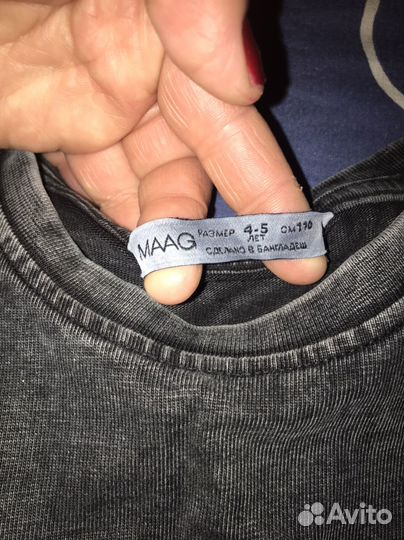 MAAG
РАЗМЕР 4-5 ЛЕТ СМ 110
СДЕЛАНО В БАНГЛАДЕШ
Avito